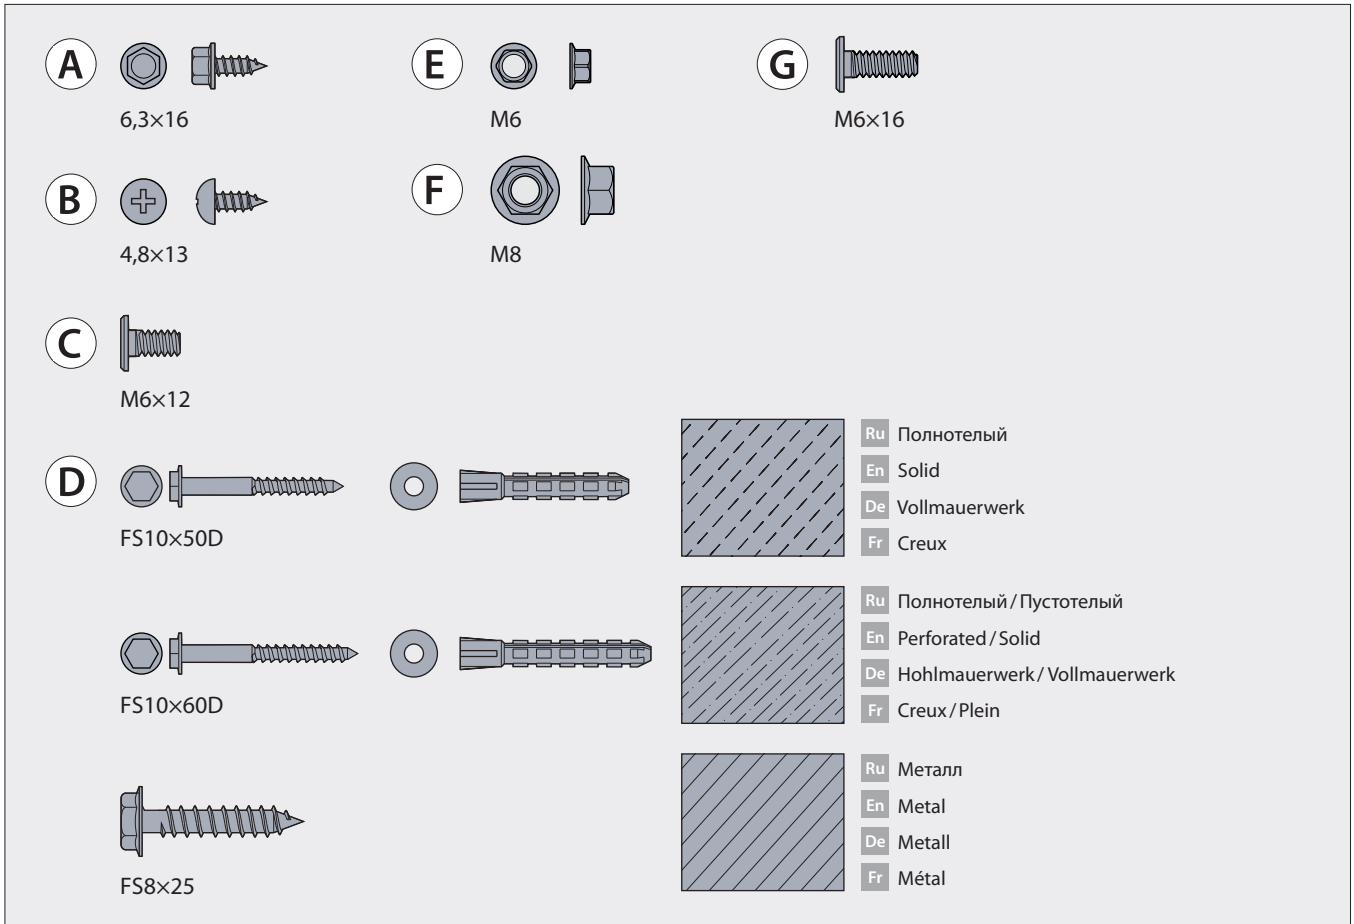 A
6,3×16
E
M6
G
M6×16
B
4,8×13
F
M8
C
M6×12
D
FS10×50D
Ru Полнотелый
En Solid
De Vollmauerwerk
Fr Creux
FS10×60D
Ru Полнотелый / Пустотелый
En Perforated / Solid
De Hohlmauerwerk / Vollmauerwerk
Fr Creux / Plein
FS8×25
Ru Металл
En Metal
De Metall
Fr Métal